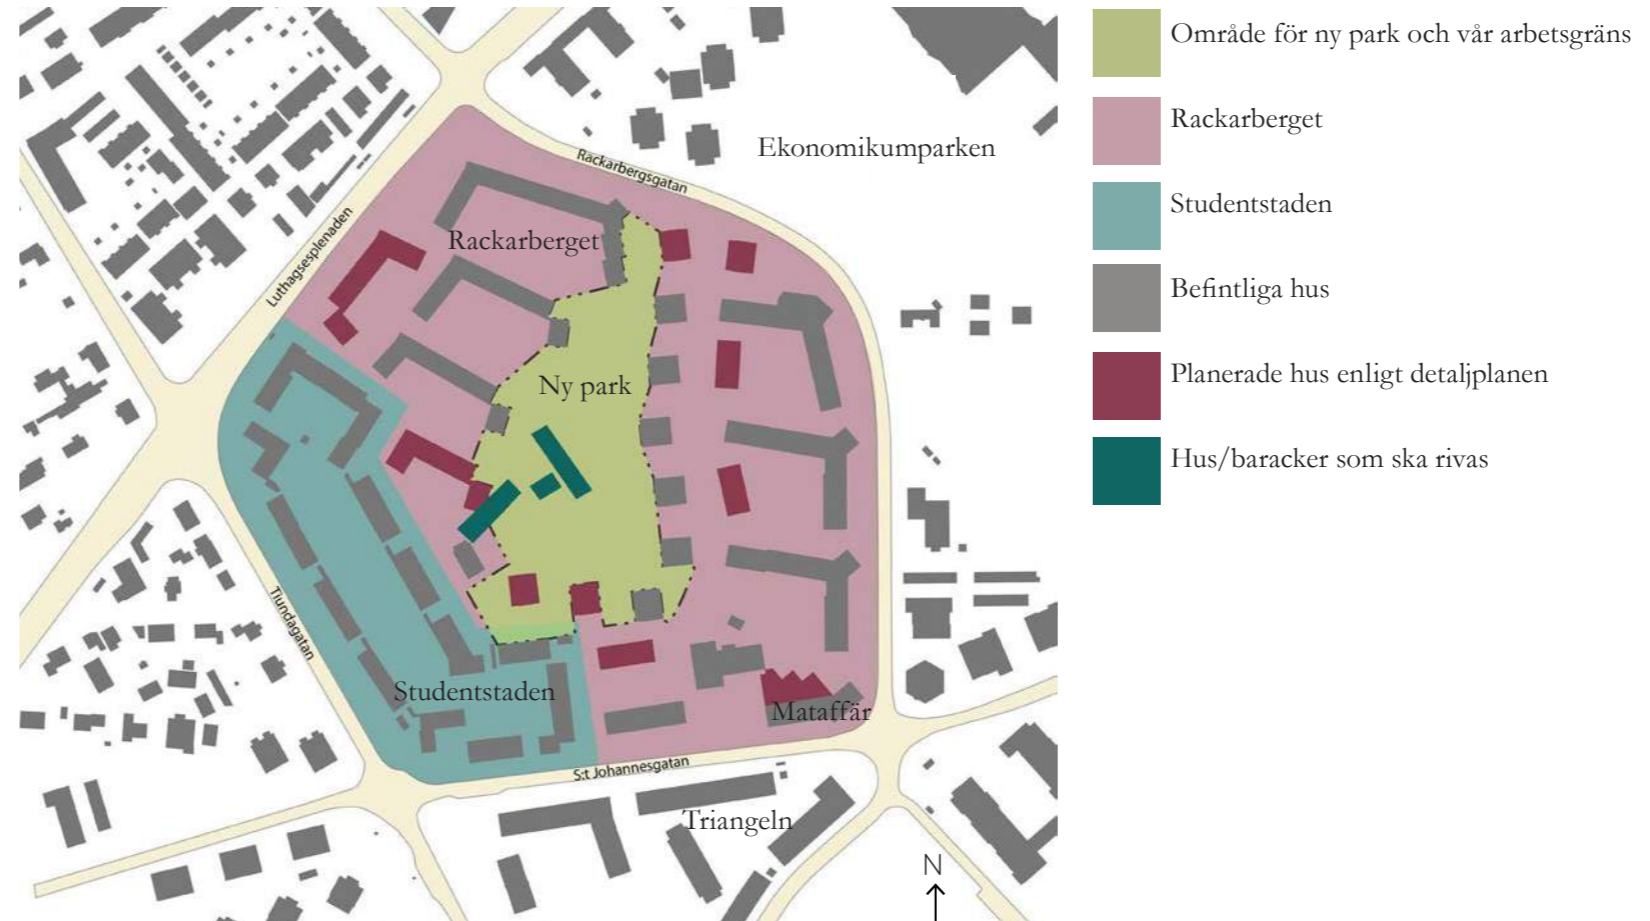 Område för ny park och vår arbetsgräns
Rackarberget
Studentstaden
Befintliga hus
Planerade hus enligt detaljplanen
Hus/baracker som ska rivas
Ekonomikumparken
Rackarbergsgatan
Luthagsesplenaden
Rackarberget
Ny park
Tiundagatan
Studentstaden
Mataffär
S:t Johannesgatan
Triangeln
N